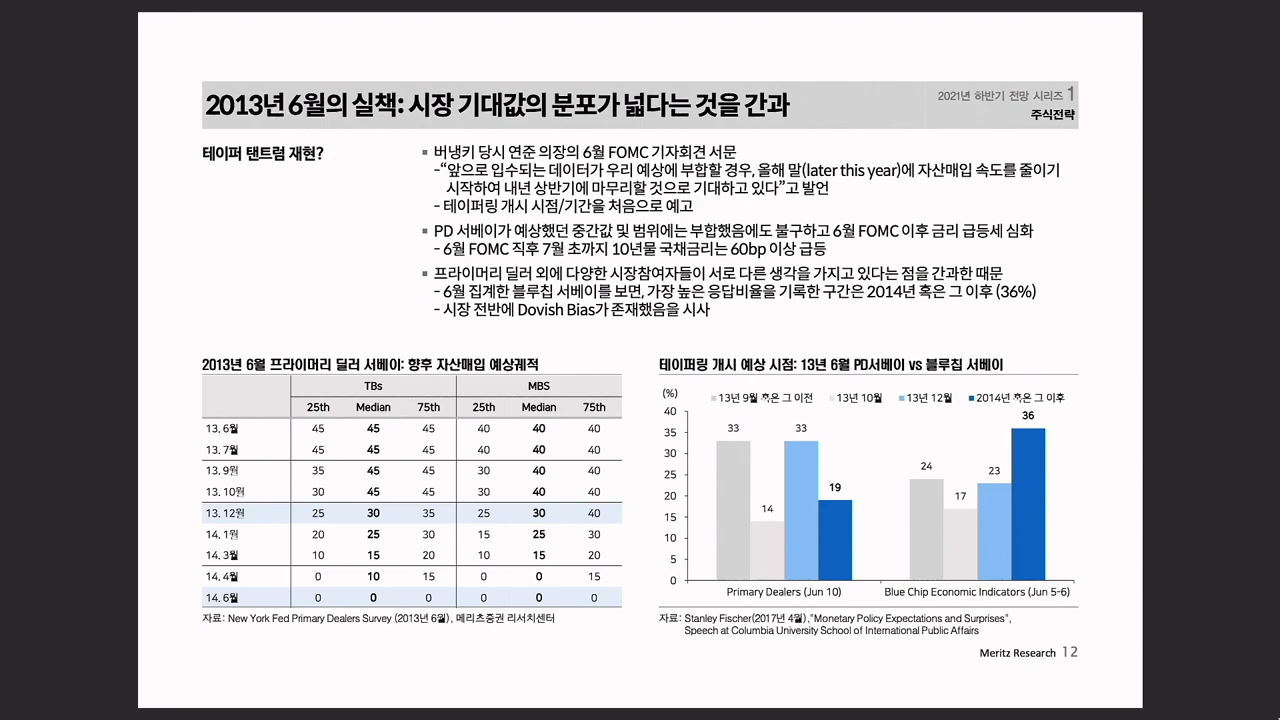 2013년 6월의 실책: 시장 기대값의 분포가 넓다는 것을 간과
2021년 하반기 전망 시리즈 1
주식전략
테이퍼 탠트럼 재현?
▪ 버냉키 당시 연준 의장의 6월 FOMC 기자회견 서문
-“앞으로 입수되는 데이터가 우리 예상에 부합할 경우, 올해 말(later this year)에 자산매입 속도를 줄이기
시작하여 내년 상반기에 마무리할 것으로 기대하고 있다”고 발언
- 테이퍼링 개시 시점/기간을 처음으로 예고
▪ PD 서베이가 예상했던 중간값 및 범위에는 부합했음에도 불구하고 6월 FOMC 이후 금리 급등세 심화
- 6월 FOMC 직후 7월 초까지 10년물 국채금리는 60bp 이상 급등
▪ 프라이머리 딜러 외에 다양한 시장참여자들이 서로 다른 생각을 가지고 있다는 점을 간과한 때문
- 6월 집계한 블루칩 서베이를 보면, 가장 높은 응답비율을 기록한 구간은 2014년 혹은 그 이후 (36%)
- 시장 전반에 Dovish Bias가 존재했음을 시사
2013년 6월 프라이머리 딜러 서베이: 향후 자산매입 예상궤적
TBs MBS
25th Median 75th 25th Median 75th
13. 6월 45 45 45 40 40 40
13. 7월 45 45 45 40 40 40
13. 9월 35 45 45 30 40 40
13. 10월 30 45 45 30 40 40
13. 12월 25 30 35 25 30 40
14. 1월 20 25 30 15 25 30
14. 3월 10 15 20 10 15 20
14. 4월 0 10 15 0 0 15
14. 6월 0 0 0 0 0 0
자료: New York Fed Primary Dealers Survey (2013년 6월), 메리츠증권 리서치센터
테이퍼링 개시 예상 시점: 13년 6월 PD서베이 vs 블루칩 서베이
(%)
13년 9월 혹은 그 이전 13년 10월 13년 12월 2014년 혹은 그 이후
40
35
30
25
20
15
10
5
0
33 14 33 19
24 17 23 36
Primary Dealers (Jun 10) Blue Chip Economic Indicators (Jun 5-6)
자료: Stanley Fischer(2017년 4월),"Monetary Policy Expectations and Surprises",
Speech at Columbia University School of International Public Affairs
Meritz Research 12